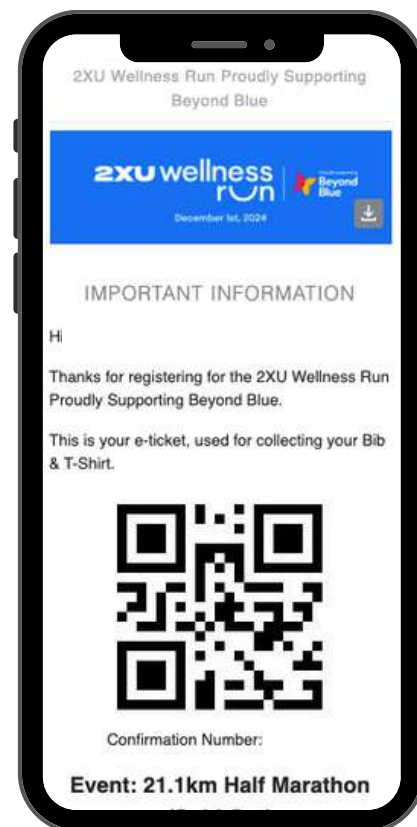 2XU Wellness Run Proudly Supporting
Beyond Blue
2XU wellness
run
Beyond
Blue
December 1st, 2024
IMPORTANT INFORMATION
Hi
Thanks for registering for the 2XU Wellness Run
Proudly Supporting Beyond Blue.
This is your e-ticket, used for collecting your Bib
& T-Shirt.
Confirmation Number:
Event: 21.1km Half Marathon